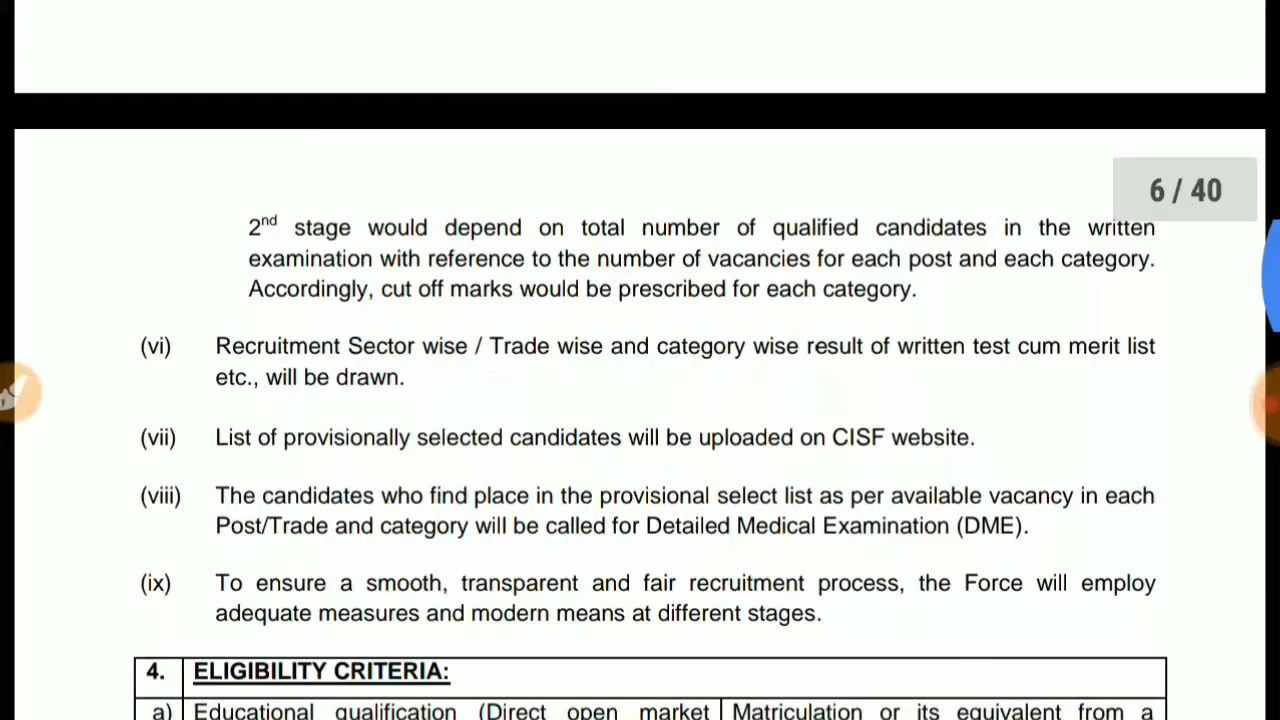 6 / 40
2nd stage would depend on total number of qualified candidates in the written
examination with reference to the number of vacancies for each post and each category.
Accordingly, cut off marks would be prescribed for each category.
(vi) Recruitment Sector wise / Trade wise and category wise result of written test cum merit list
etc., will be drawn.
(vii) List of provisionally selected candidates will be uploaded on CISF website.
(viii) The candidates who find place in the provisional select list as per available vacancy in each
Post/Trade and category will be called for Detailed Medical Examination (DME).
(ix) To ensure a smooth, transparent and fair recruitment process, the Force will employ
adequate measures and modern means at different stages.
4. ELIGIBILITY CRITERIA:
a) Educational qualification (Direct open market Matriculation or its equivalent from a